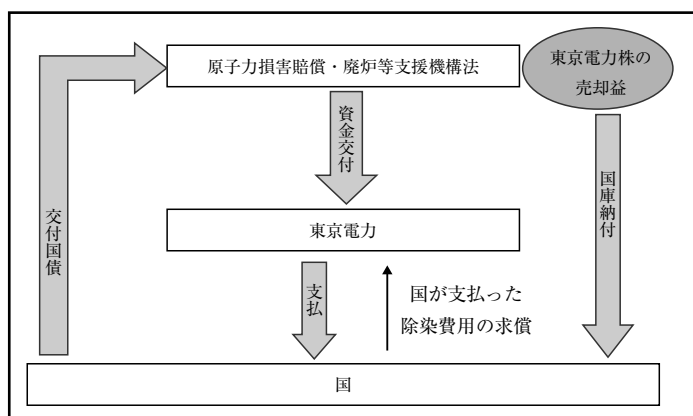 原子力損害賠償・廃炉等支援機構法
東京電力株の
売却益
資金交付
交付国債
国庫納付
東京電力
支払
国が支払った
除染費用の求償
国